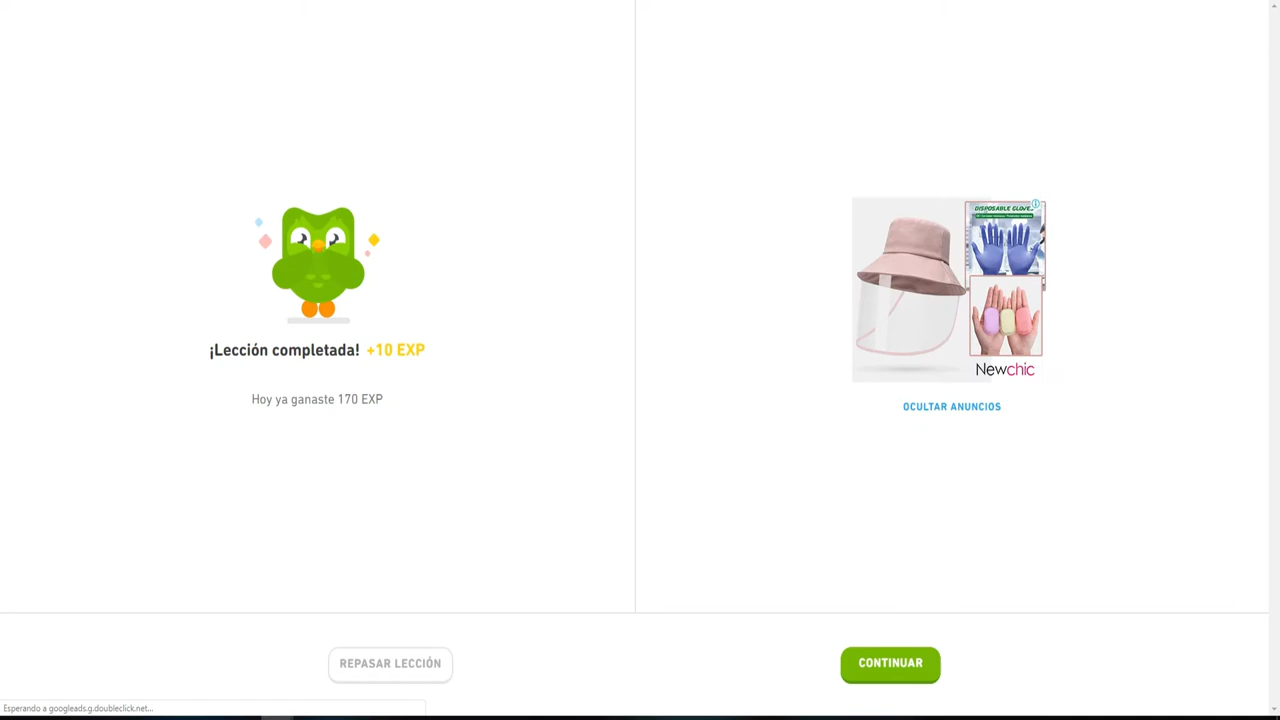 ¡Lección completada! +10 EXP
Hoy ya ganaste 170 EXP
DISPOSABLE GLOVE
Newchic
OCULTAR ANUNCIOS
REPASAR LECCIÓN
CONTINUAR
Esperando a googleads.g.doubleclick.net...